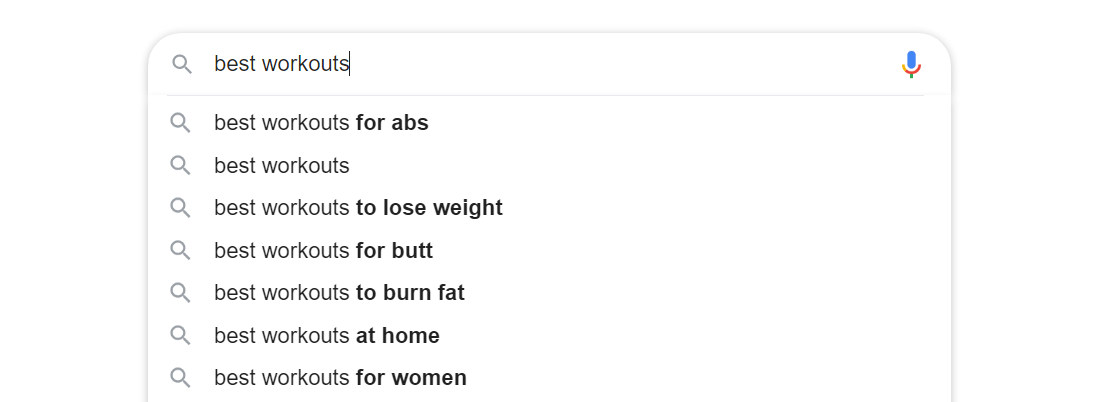 best workouts
best workouts for abs
best workouts
best workouts to lose weight
best workouts for butt
best workouts to burn fat
best workouts at home
best workouts for women